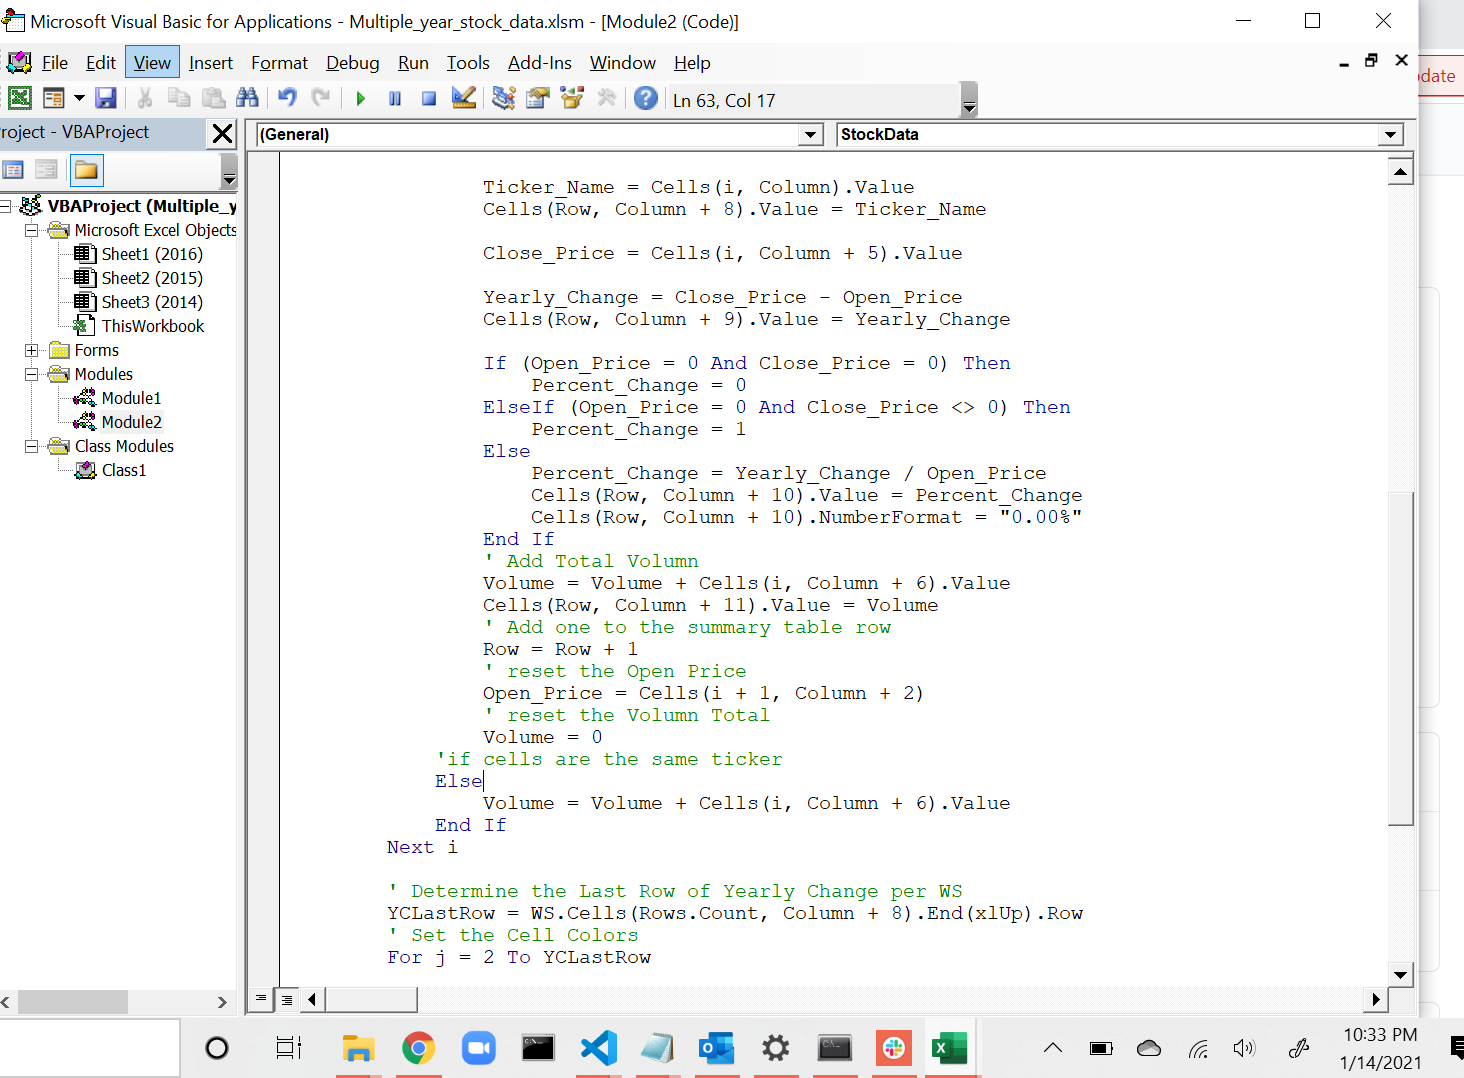 Microsoft Visual Basic for Applications - Multiple_year_stock_data.xlsm - [Module2 (Code)]
File Edit View Insert Format Debug Run Tools Add-Ins Window Help
date
Ln 63, Col 17
roject - VBAProject
(General)
StockData
VBAProject (Multiple_y
Microsoft Excel Objects
Sheet1 (2016)
Sheet2 (2015)
Sheet3 (2014)
ThisWorkbook
Forms
Modules
Module1
Module2
Class Modules
Class1
Ticker_Name = Cells(i, Column).Value
Cells(Row, Column + 8).Value = Ticker_Name
Close_Price = Cells(i, Column + 5).Value
Yearly_Change = Close_Price - Open_Price
Cells(Row, Column + 9).Value = Yearly_Change
If (Open_Price = 0 And Close_Price = 0) Then
Percent_Change = 0
ElseIf (Open_Price = 0 And Close_Price <> 0) Then
Percent_Change = 1
Else
Percent_Change = Yearly_Change / Open_Price
Cells(Row, Column + 10).Value = Percent_Change
Cells(Row, Column + 10).NumberFormat = "0.00%"
End If
' Add Total Volumn
Volume = Volume + Cells(i, Column + 6).Value
Cells(Row, Column + 11).Value = Volume
' Add one to the summary table row
Row = Row + 1
' reset the Open Price
Open_Price = Cells(i + 1, Column + 2)
' reset the Volumn Total
Volume = 0
'if cells are the same ticker
Else
Volume = Volume + Cells(i, Column + 6).Value
End If
Next i
' Determine the Last Row of Yearly Change per WS
YCLastRow = WS.Cells(Rows.Count, Column + 8).End(xlUp).Row
' Set the Cell Colors
For j = 2 To YCLastRow
10:33 PM
1/14/2021